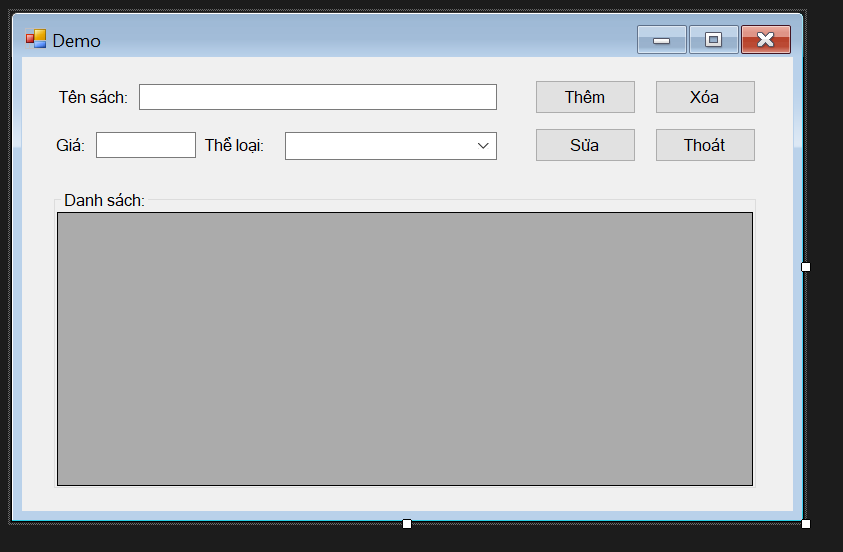 Demo
Tên sách:
Thêm
Xóa
Giá:
Thể loại:
Sửa
Thoát
Danh sách: